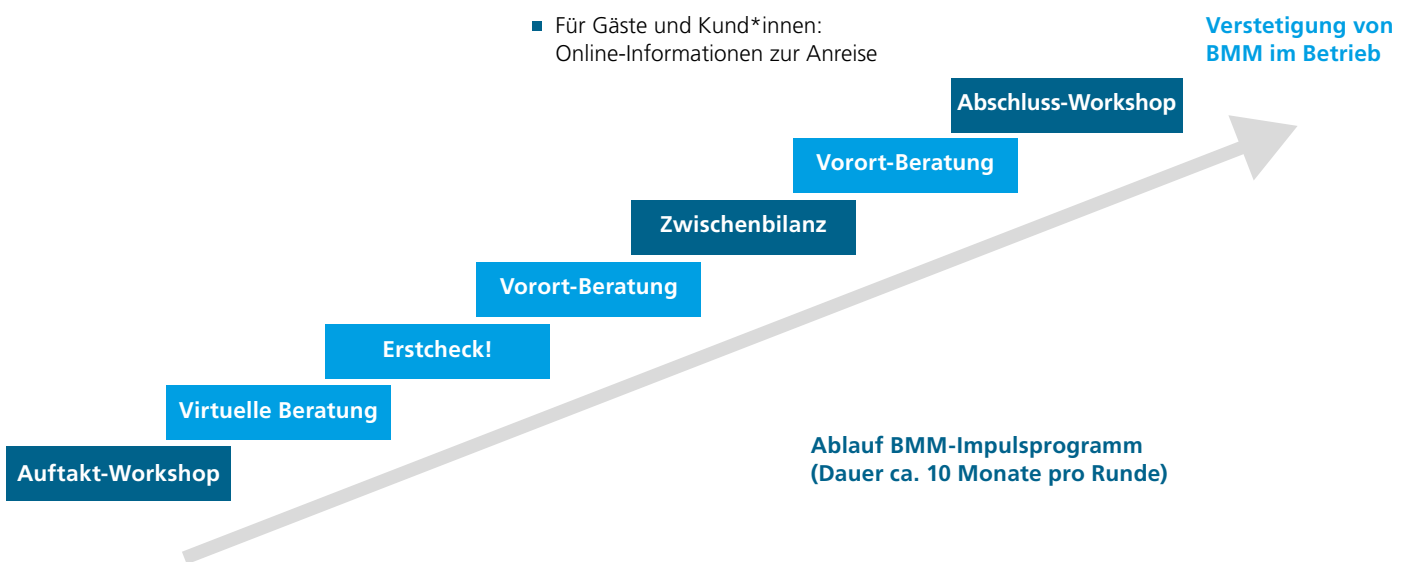 Für Gäste und Kund*innen:
Online-Informationen zur Anreise
Verstetigung von
BMM im Betrieb
Abschluss-Workshop
Vorort-Beratung
Zwischenbilanz
Vorort-Beratung
Erstcheck!
Virtuelle Beratung
Auftakt-Workshop
Ablauf BMM-Impulsprogramm
(Dauer ca. 10 Monate pro Runde)